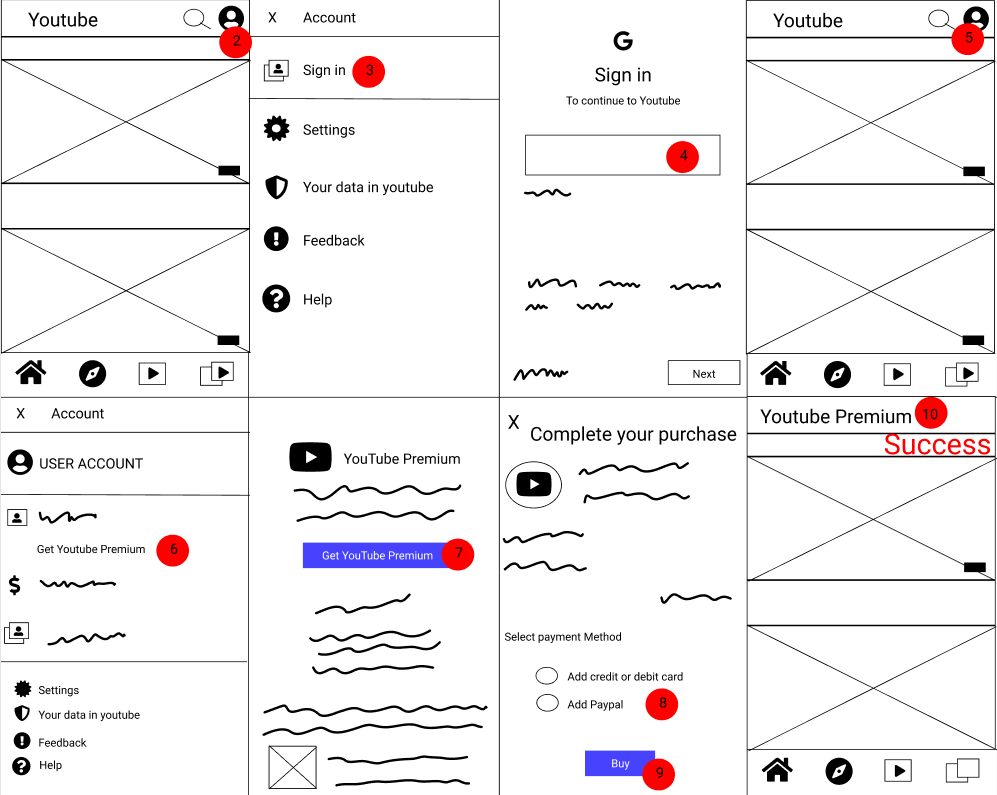 Youtube
2
X Account
Sign in 3
Settings
Your data in youtube
Feedback
Help
G
Sign in
To continue to Youtube
4
Next
Youtube
5
X Account
USER ACCOUNT
Get Youtube Premium 6
$
Settings
Your data in youtube
Feedback
Help
YouTube Premium
Get YouTube Premium 7
X
Complete your purchase
Select payment Method
Add credit or debit card
Add Paypal 8
Buy
9
Youtube Premium 10
Success